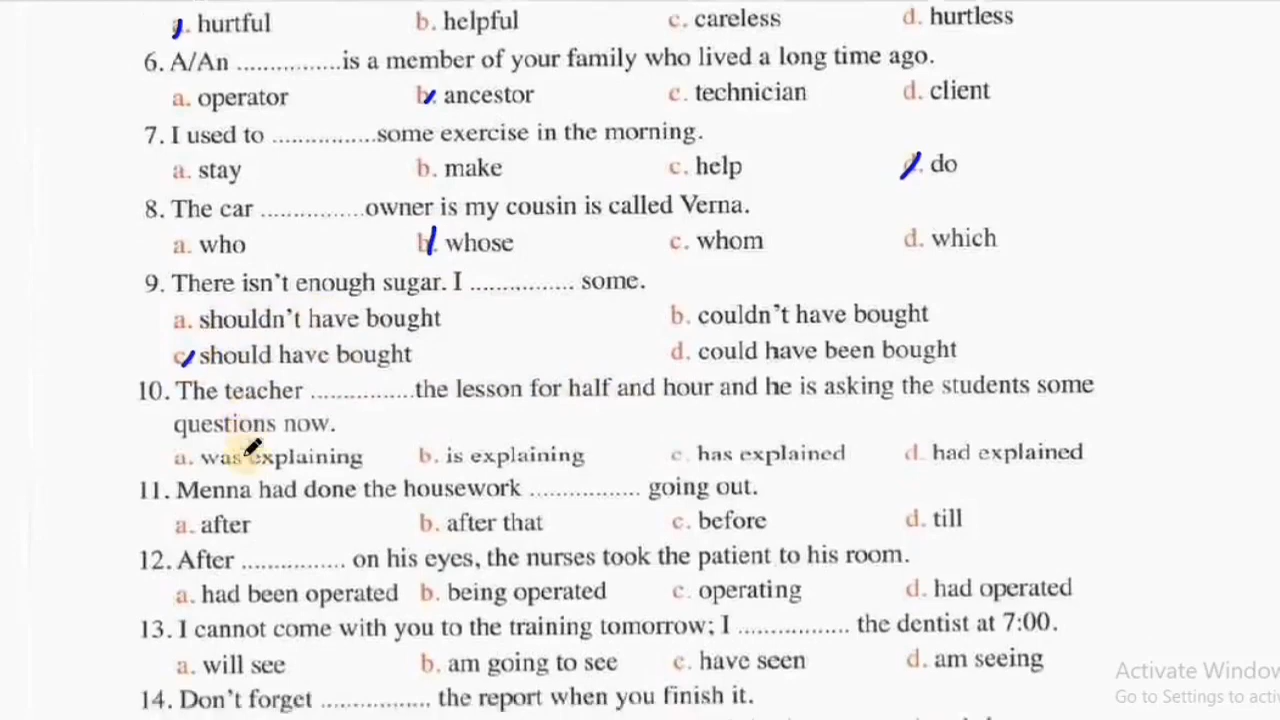 a. hurtful b. helpful c. careless d. hurtless
6. A/An ................is a member of your family who lived a long time ago.
a. operator b. ancestor c. technician d. client
7. I used to ................some exercise in the morning.
a. stay b. make c. help d. do
8. The car ................owner is my cousin is called Verna.
a. who b. whose c. whom d. which
9. There isn't enough sugar. I ................ some.
a. shouldn't have bought b. couldn't have bought
c. should have bought d. could have been bought
10. The teacher ................the lesson for half and hour and he is asking the students some
questions now.
a. was explaining b. is explaining c. has explained d. had explained
11. Menna had done the housework ................. going out.
a. after b. after that c. before d. till
12. After ................ on his eyes, the nurses took the patient to his room.
a. had been operated b. being operated c. operating d. had operated
13. I cannot come with you to the training tomorrow; I ................. the dentist at 7:00.
a. will see b. am going to see c. have seen d. am seeing
14. Don't forget ................. the report when you finish it.
Activate Window
Go to Settings to activ